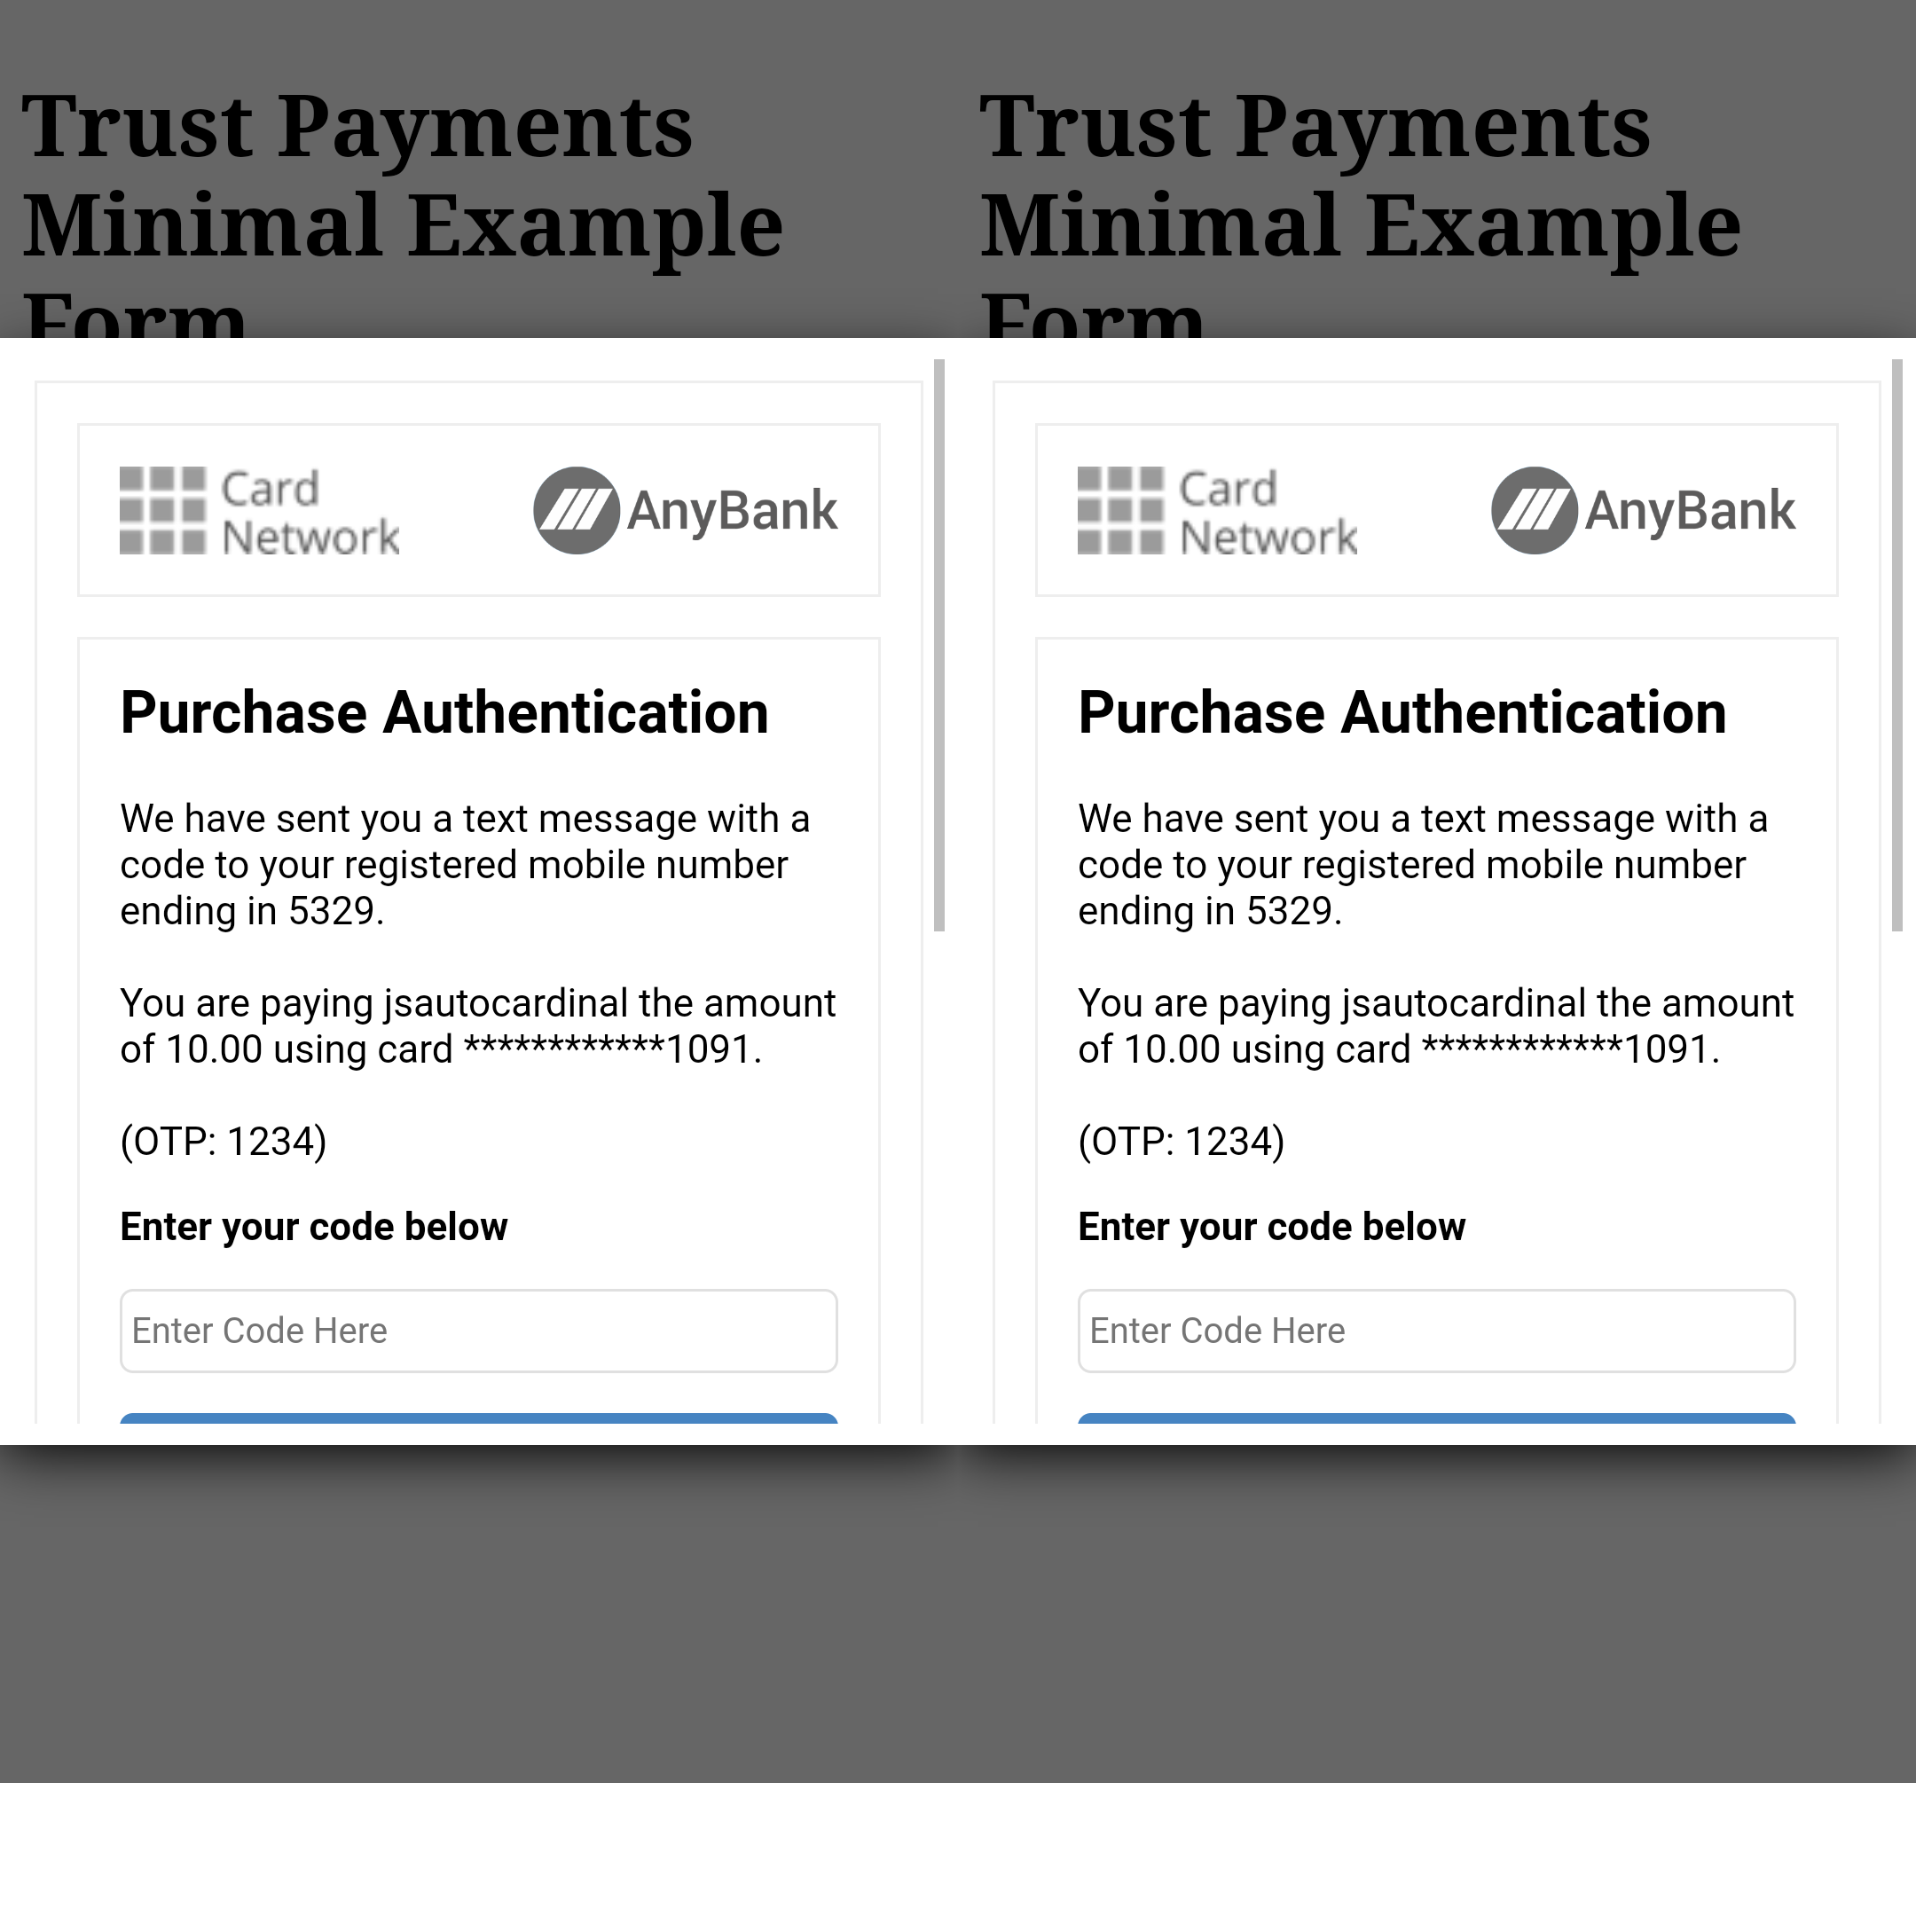 Trust Payments
Minimal Example
Form
Card
Network
AnyBank
Purchase Authentication
We have sent you a text message with a
code to your registered mobile number
ending in 5329.
You are paying jsautocardinal the amount
of 10.00 using card ************1091.
(OTP: 1234)
Enter your code below
Enter Code Here
Trust Payments
Minimal Example
Form
Card
Network
AnyBank
Purchase Authentication
We have sent you a text message with a
code to your registered mobile number
ending in 5329.
You are paying jsautocardinal the amount
of 10.00 using card ************1091.
(OTP: 1234)
Enter your code below
Enter Code Here